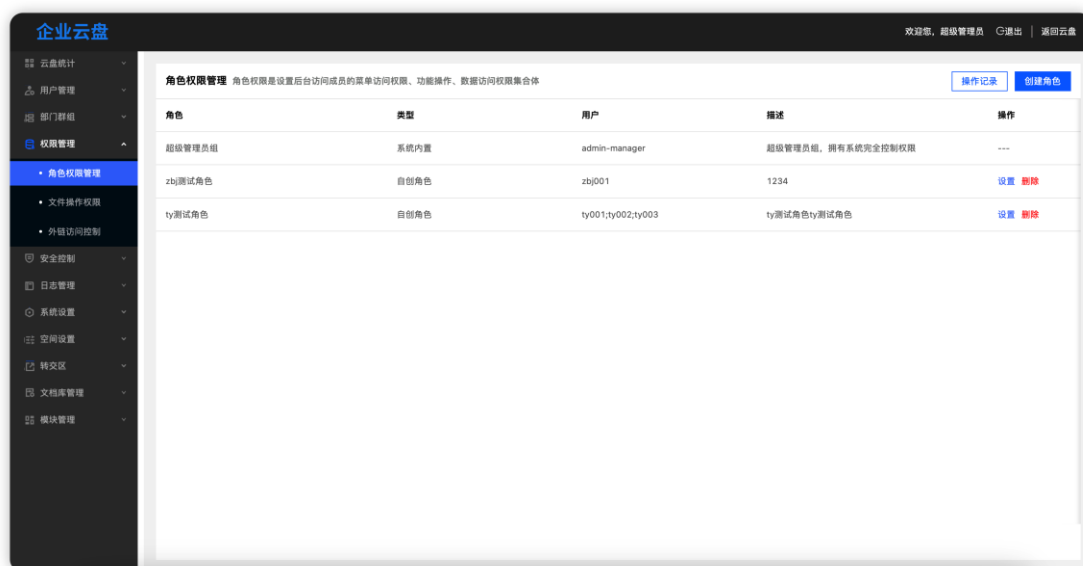 企业云盘
欢迎您, 超级管理员 退出 | 返回云盘
云盘统计
用户管理
部门群组
权限管理
• 角色权限管理
• 文件操作权限
• 外链访问控制
安全控制
日志管理
系统设置
空间设置
转交区
文档库管理
模块管理
角色权限管理 角色权限是设置后台访问成员的菜单访问权限、功能操作、数据访问权限集合体 操作记录 创建角色
角色 类型 用户 描述 操作
超级管理员组 系统内置 admin-manager 超级管理员组, 拥有系统完全控制权限 ---
zbj测试角色 自创角色 zbj001 1234 设置 删除
ty测试角色 自创角色 ty001;ty002;ty003 ty测试角色ty测试角色 设置 删除